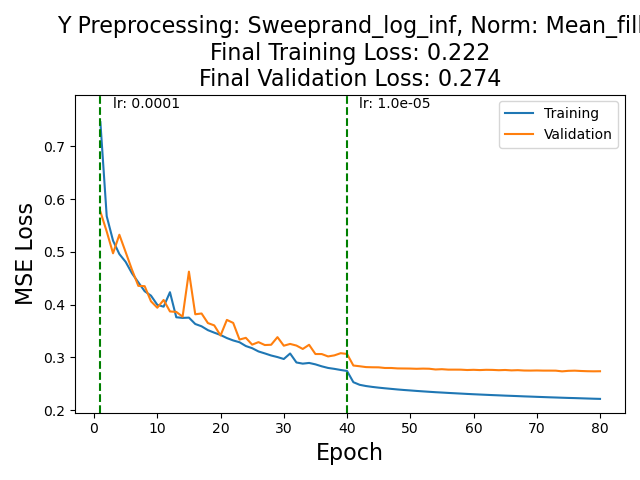 Y Preprocessing: Sweeprand_log_inf, Norm: Mean_fill
Final Training Loss: 0.222
Final Validation Loss: 0.274
lr: 0.0001
lr: 1.0e-05
Training
Validation
MSE Loss
0.7
0.6
0.5
0.4
0.3
0.2
0 10 20 30 40 50 60 70 80
Epoch